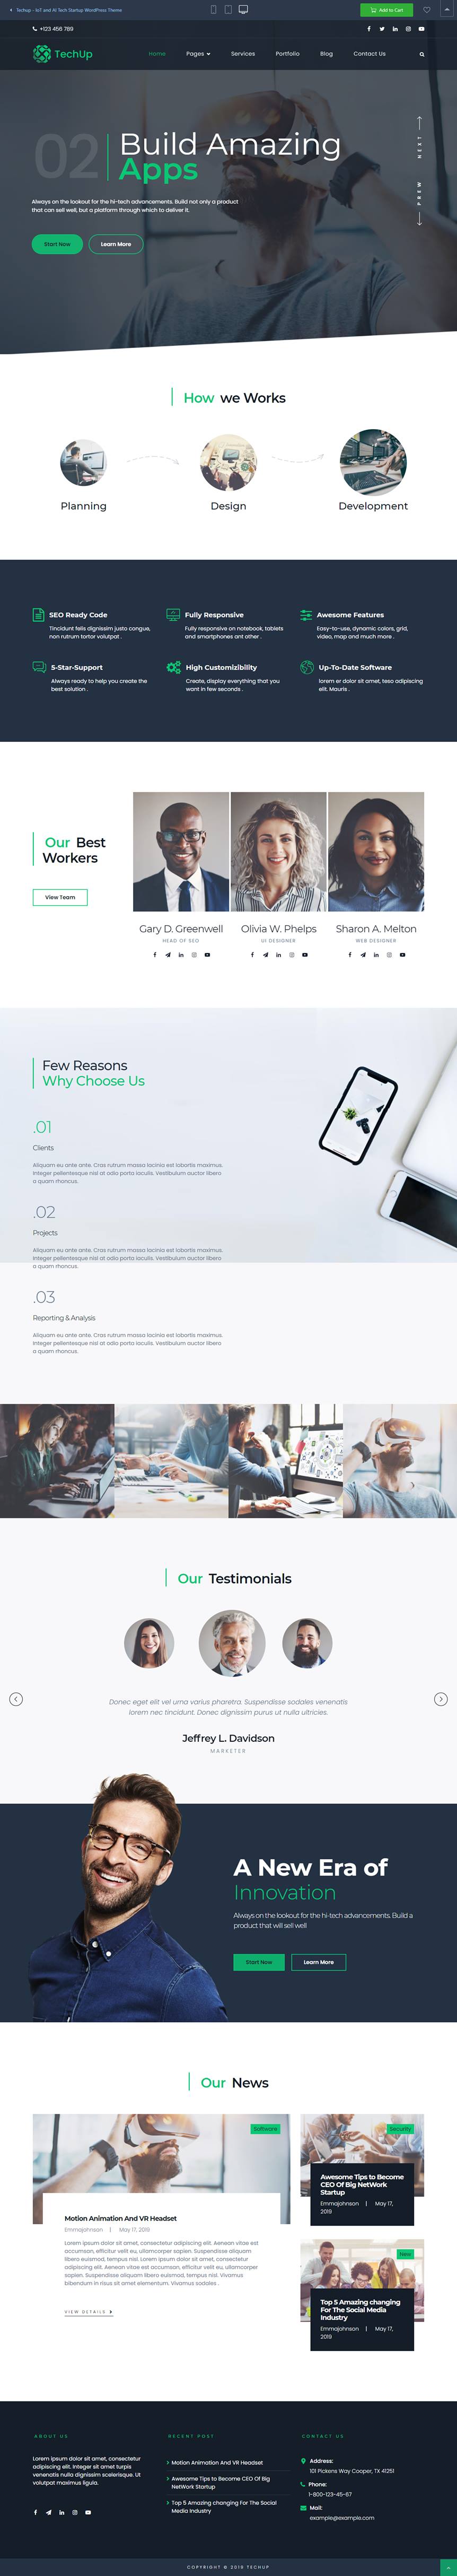 Techup - IoT and AI Tech Startup WordPress Theme
Add to Cart
+123 456 789
TechUp
Home Pages Services Portfolio Blog Contact Us
02
Build Amazing
Apps
NEXT
PREW
Always on the lookout for the hi-tech advancements. Build not only a product
that can sell well, but a platform through which to deliver it.
Start Now Learn More
How we Works
Planning Design Development
SEO Ready Code
Tincidunt felis dignissim justo congue,
non rutrum tortor volutpat .
Fully Responsive
Fully responsive on notebook, tablets
and smartphones ant other .
Awesome Features
Easy-to-use, dynamic colors, grid,
video, map and much more .
5-Star-Support
Always ready to help you create the
best solution .
High Customizibility
Create, display everything that you
want in few seconds .
Up-To-Date Software
lorem er dolor sit amet, teso adipiscing
elit. Mauris .
Our Best
Workers
View Team
Gary D. Greenwell
HEAD OF SEO
Olivia W. Phelps
UI DESIGNER
Sharon A. Melton
WEB DESIGNER
Few Reasons
Why Choose Us
.01
Clients
Aliquam eu ante ante. Cras rutrum massa lacinia est lobortis maximus.
Integer pellentesque nisl at odio porta iaculis. Vestibulum auctor libero
a quam rhoncus.
.02
Projects
Aliquam eu ante ante. Cras rutrum massa lacinia est lobortis maximus.
Integer pellentesque nisl at odio porta iaculis. Vestibulum auctor libero
a quam rhoncus.
.03
Reporting & Analysis
Aliquam eu ante ante. Cras rutrum massa lacinia est lobortis maximus.
Integer pellentesque nisl at odio porta iaculis. Vestibulum auctor libero
a quam rhoncus.
Our Testimonials
Donec eget elit vel urna varius pharetra. Suspendisse sodales venenatis
lorem nec tincidunt. Donec dignissim purus ut nulla ultricies.
Jeffrey L. Davidson
MARKETER
A New Era of
Innovation
Always on the lookout for the hi-tech advancements. Build a
product that will sell well
Start Now Learn More
Our News
Software
Motion Animation And VR Headset
Emmajohnson | May 17, 2019
Lorem ipsum dolor sit amet, consectetur adipiscing elit. Aenean vitae est
accumsan, efficitur velit eu, ullamcorper sapien. Suspendisse aliquam
libero euismod, tempus nisl. Lorem ipsum dolor sit amet, consectetur
adipiscing elit. Aenean vitae est accumsan, efficitur velit eu, ullamcorper
sapien. Suspendisse aliquam libero euismod, tempus nisl. Vivamus
bibendum in risus sit amet elementum. Vivamus sodales .
VIEW DETAILS
Security
Awesome Tips to Become
CEO Of Big NetWork
Startup
Emmajohnson | May 17,
2019
New
Top 5 Amazing changing
For The Social Media
Industry
Emmajohnson | May 17,
2019
ABOUT US
Lorem ipsum dolor sit amet, consectetur
adipiscing elit. Integer sit amet turpis
venenatis nulla dignissim scelerisque. Ut
volutpat maximus ligula.
RECENT POST
Motion Animation And VR Headset
Awesome Tips to Become CEO Of Big
NetWork Startup
Top 5 Amazing changing For The Social
Media Industry
CONTACT US
Address:
101 Pickens Way Cooper, TX 41251
Phone:
1-800-123-45-67
Mail:
example@example.com
COPYRIGHT © 2019 TECHUP